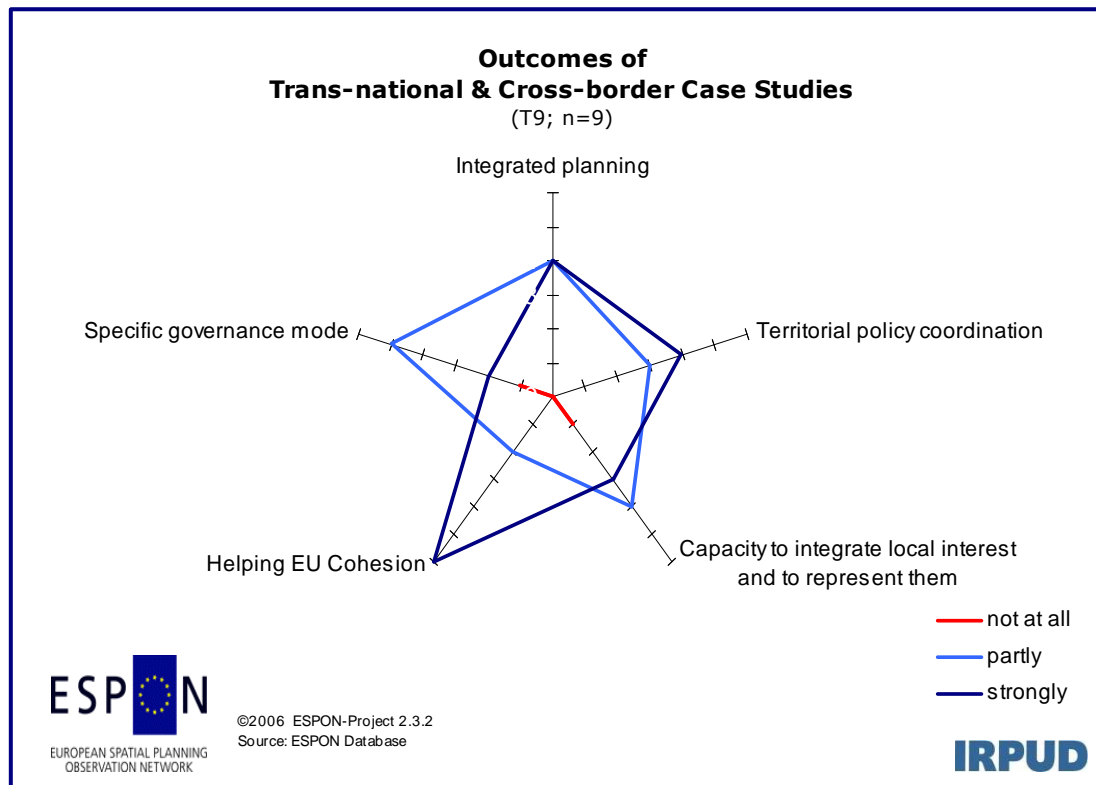 Outcomes of
Trans-national & Cross-border Case Studies
(T9; n=9)
Integrated planning
Specific governance mode
Territorial policy coordination
Helping EU Cohesion
Capacity to integrate local interest
and to represent them
not at all
partly
strongly
ESPON
EUROPEAN SPATIAL PLANNING
OBSERVATION NETWORK
©2006 ESPON-Project 2.3.2
Source: ESPON Database
IRPUD